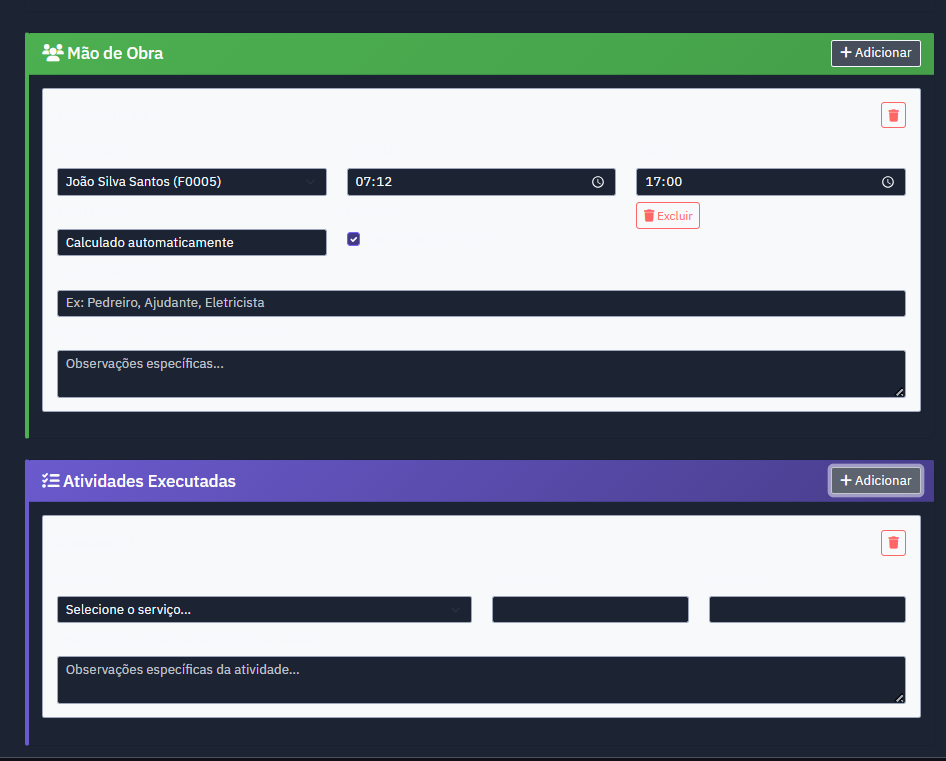 Mão de Obra
Adicionar
João Silva Santos (F0005)
07:12
17:00
Excluir
Calculado automaticamente
Ex: Pedreiro, Ajudante, Eletricista
Observações específicas...
Atividades Executadas
Adicionar
Selecione o serviço...
Observações específicas da atividade...